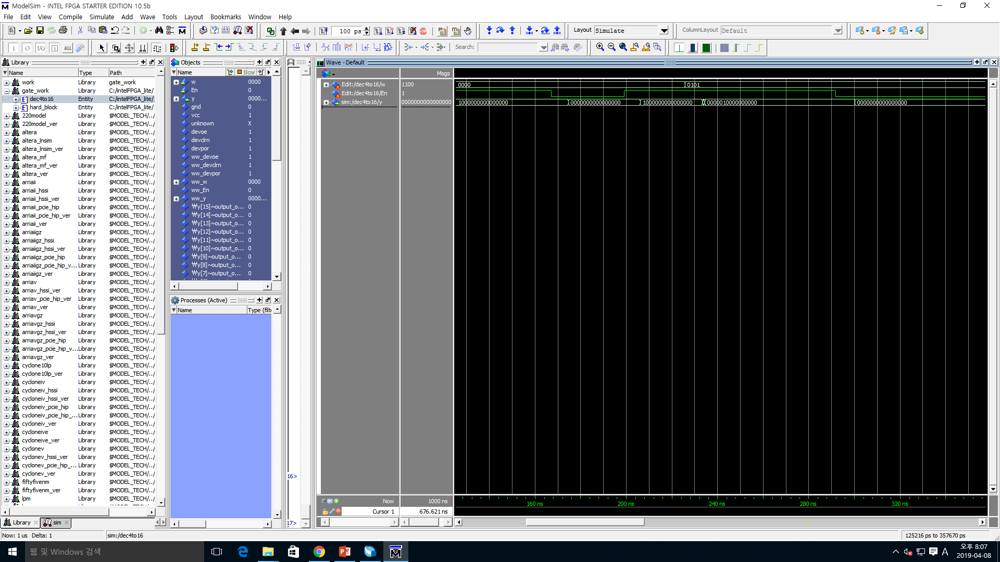 ModelSim - INTEL FPGA STARTER EDITION 10.5b
File Edit View Compile Simulate Add Wave Tools Layout Bookmarks Window Help
100 ps
Layout Simulate
ColumnLayout Default
Search:
Library
Name Type Path
work Library gate_work
gate_work Library C:/intelFPGA_lite/
dec4to16 Entity C:/intelFPGA_lite/
hard_block Entity C:/intelFPGA_lite/
220model Library $MODEL_TECH/../
220model_ver Library $MODEL_TECH/../
altera Library $MODEL_TECH/../
altera_lnsim Library $MODEL_TECH/../
altera_lnsim_ver Library $MODEL_TECH/../
altera_mf Library $MODEL_TECH/../
altera_mf_ver Library $MODEL_TECH/../
altera_ver Library $MODEL_TECH/../
arriaii Library $MODEL_TECH/../
arriaii_hssi Library $MODEL_TECH/../
arriaii_hssi_ver Library $MODEL_TECH/../
arriaii_pcie_hip Library $MODEL_TECH/../
arriaii_pcie_hip_ver Library $MODEL_TECH/../
arriaii_ver Library $MODEL_TECH/../
arriaiigz Library $MODEL_TECH/../
arriaiigz_hssi Library $MODEL_TECH/../
arriaiigz_hssi_ver Library $MODEL_TECH/../
arriaiigz_pcie_hip Library $MODEL_TECH/../
arriaiigz_pcie_hip_v... Library $MODEL_TECH/../
arriaiigz_ver Library $MODEL_TECH/../
arriav Library $MODEL_TECH/../
arriav_hssi_ver Library $MODEL_TECH/../
arriav_pcie_hip_ver Library $MODEL_TECH/../
arriav_ver Library $MODEL_TECH/../
arriavgz Library $MODEL_TECH/../
arriavgz_hssi Library $MODEL_TECH/../
arriavgz_hssi_ver Library $MODEL_TECH/../
arriavgz_pcie_hip Library $MODEL_TECH/../
arriavgz_pcie_hip_v... Library $MODEL_TECH/../
arriavgz_ver Library $MODEL_TECH/../
cyclone10lp Library $MODEL_TECH/../
cyclone10lp_ver Library $MODEL_TECH/../
cycloneiv Library $MODEL_TECH/../
cycloneiv_hssi Library $MODEL_TECH/../
cycloneiv_hssi_ver Library $MODEL_TECH/../
cycloneiv_pcie_hip Library $MODEL_TECH/../
cycloneiv_pcie_hip_... Library $MODEL_TECH/../
cycloneiv_ver Library $MODEL_TECH/../
cycloneive Library $MODEL_TECH/../
cycloneive_ver Library $MODEL_TECH/../
cyclonev Library $MODEL_TECH/../
cyclonev_hssi_ver Library $MODEL_TECH/../
cyclonev_pcie_hip_... Library $MODEL_TECH/../
cyclonev_ver Library $MODEL_TECH/../
fiftyfivenm Library $MODEL_TECH/../
fiftyfivenm_ver Library $MODEL_TECH/../
lpm Library $MODEL_TECH/../
Library sim
Objects
Name Now
w 0000
En 0
y 0000...
gnd 0
vcc 1
unknown X
devoe 1
devclrn 1
devpor 1
ww_devoe 1
ww_devclrn 1
ww_devpor 1
ww_w 0000
ww_En 0
ww_y 0000...
₩y[15]~output_o... 0
₩y[14]~output_o... 0
₩y[13]~output_o... 0
₩y[12]~output_o... 0
₩y[11]~output_o... 0
₩y[10]~output_o... 0
₩y[9]~output_o... 0
₩y[8]~output_o... 0
₩y[7]~output_o... 0
Processes (Active)
Name Type (filt
16>
17>
Wave - Default
Msgs
Edit:/dec4to16/w 1100 0000 0101
Edit:/dec4to16/En 1
sim:/dec4to16/y 0000000000000000 1000000000000000 0000000000000000 1000000000000000 0000010000000000 0000000000000000
Now 1000 ns 160 ns 200 ns 240 ns 280 ns 320 ns
Cursor 1 676.621 ns
Now: 1 us Delta: 1 sim:/dec4to16 125216 ps to 357670 ps
웹 및 Windows 검색
A
오후 8:07
2019-04-08